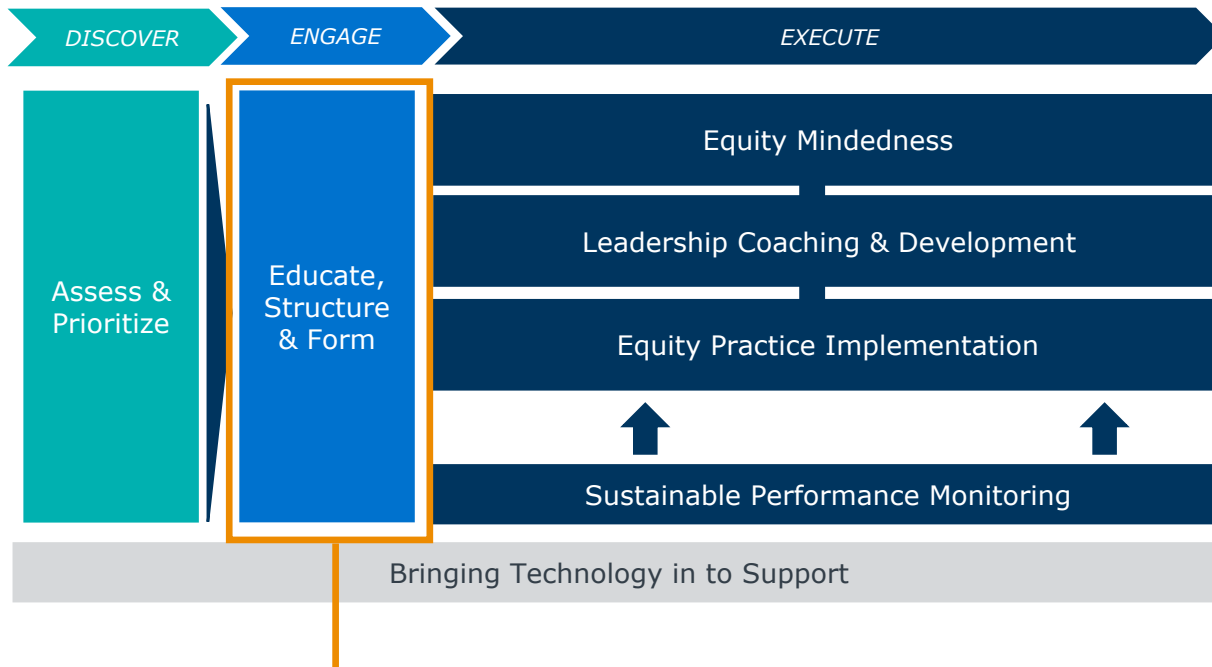 DISCOVER
ENGAGE
EXECUTE
Assess &
Prioritize
Educate,
Structure
& Form
Equity Mindedness
Leadership Coaching & Development
Equity Practice Implementation
Sustainable Performance Monitoring
Bringing Technology in to Support